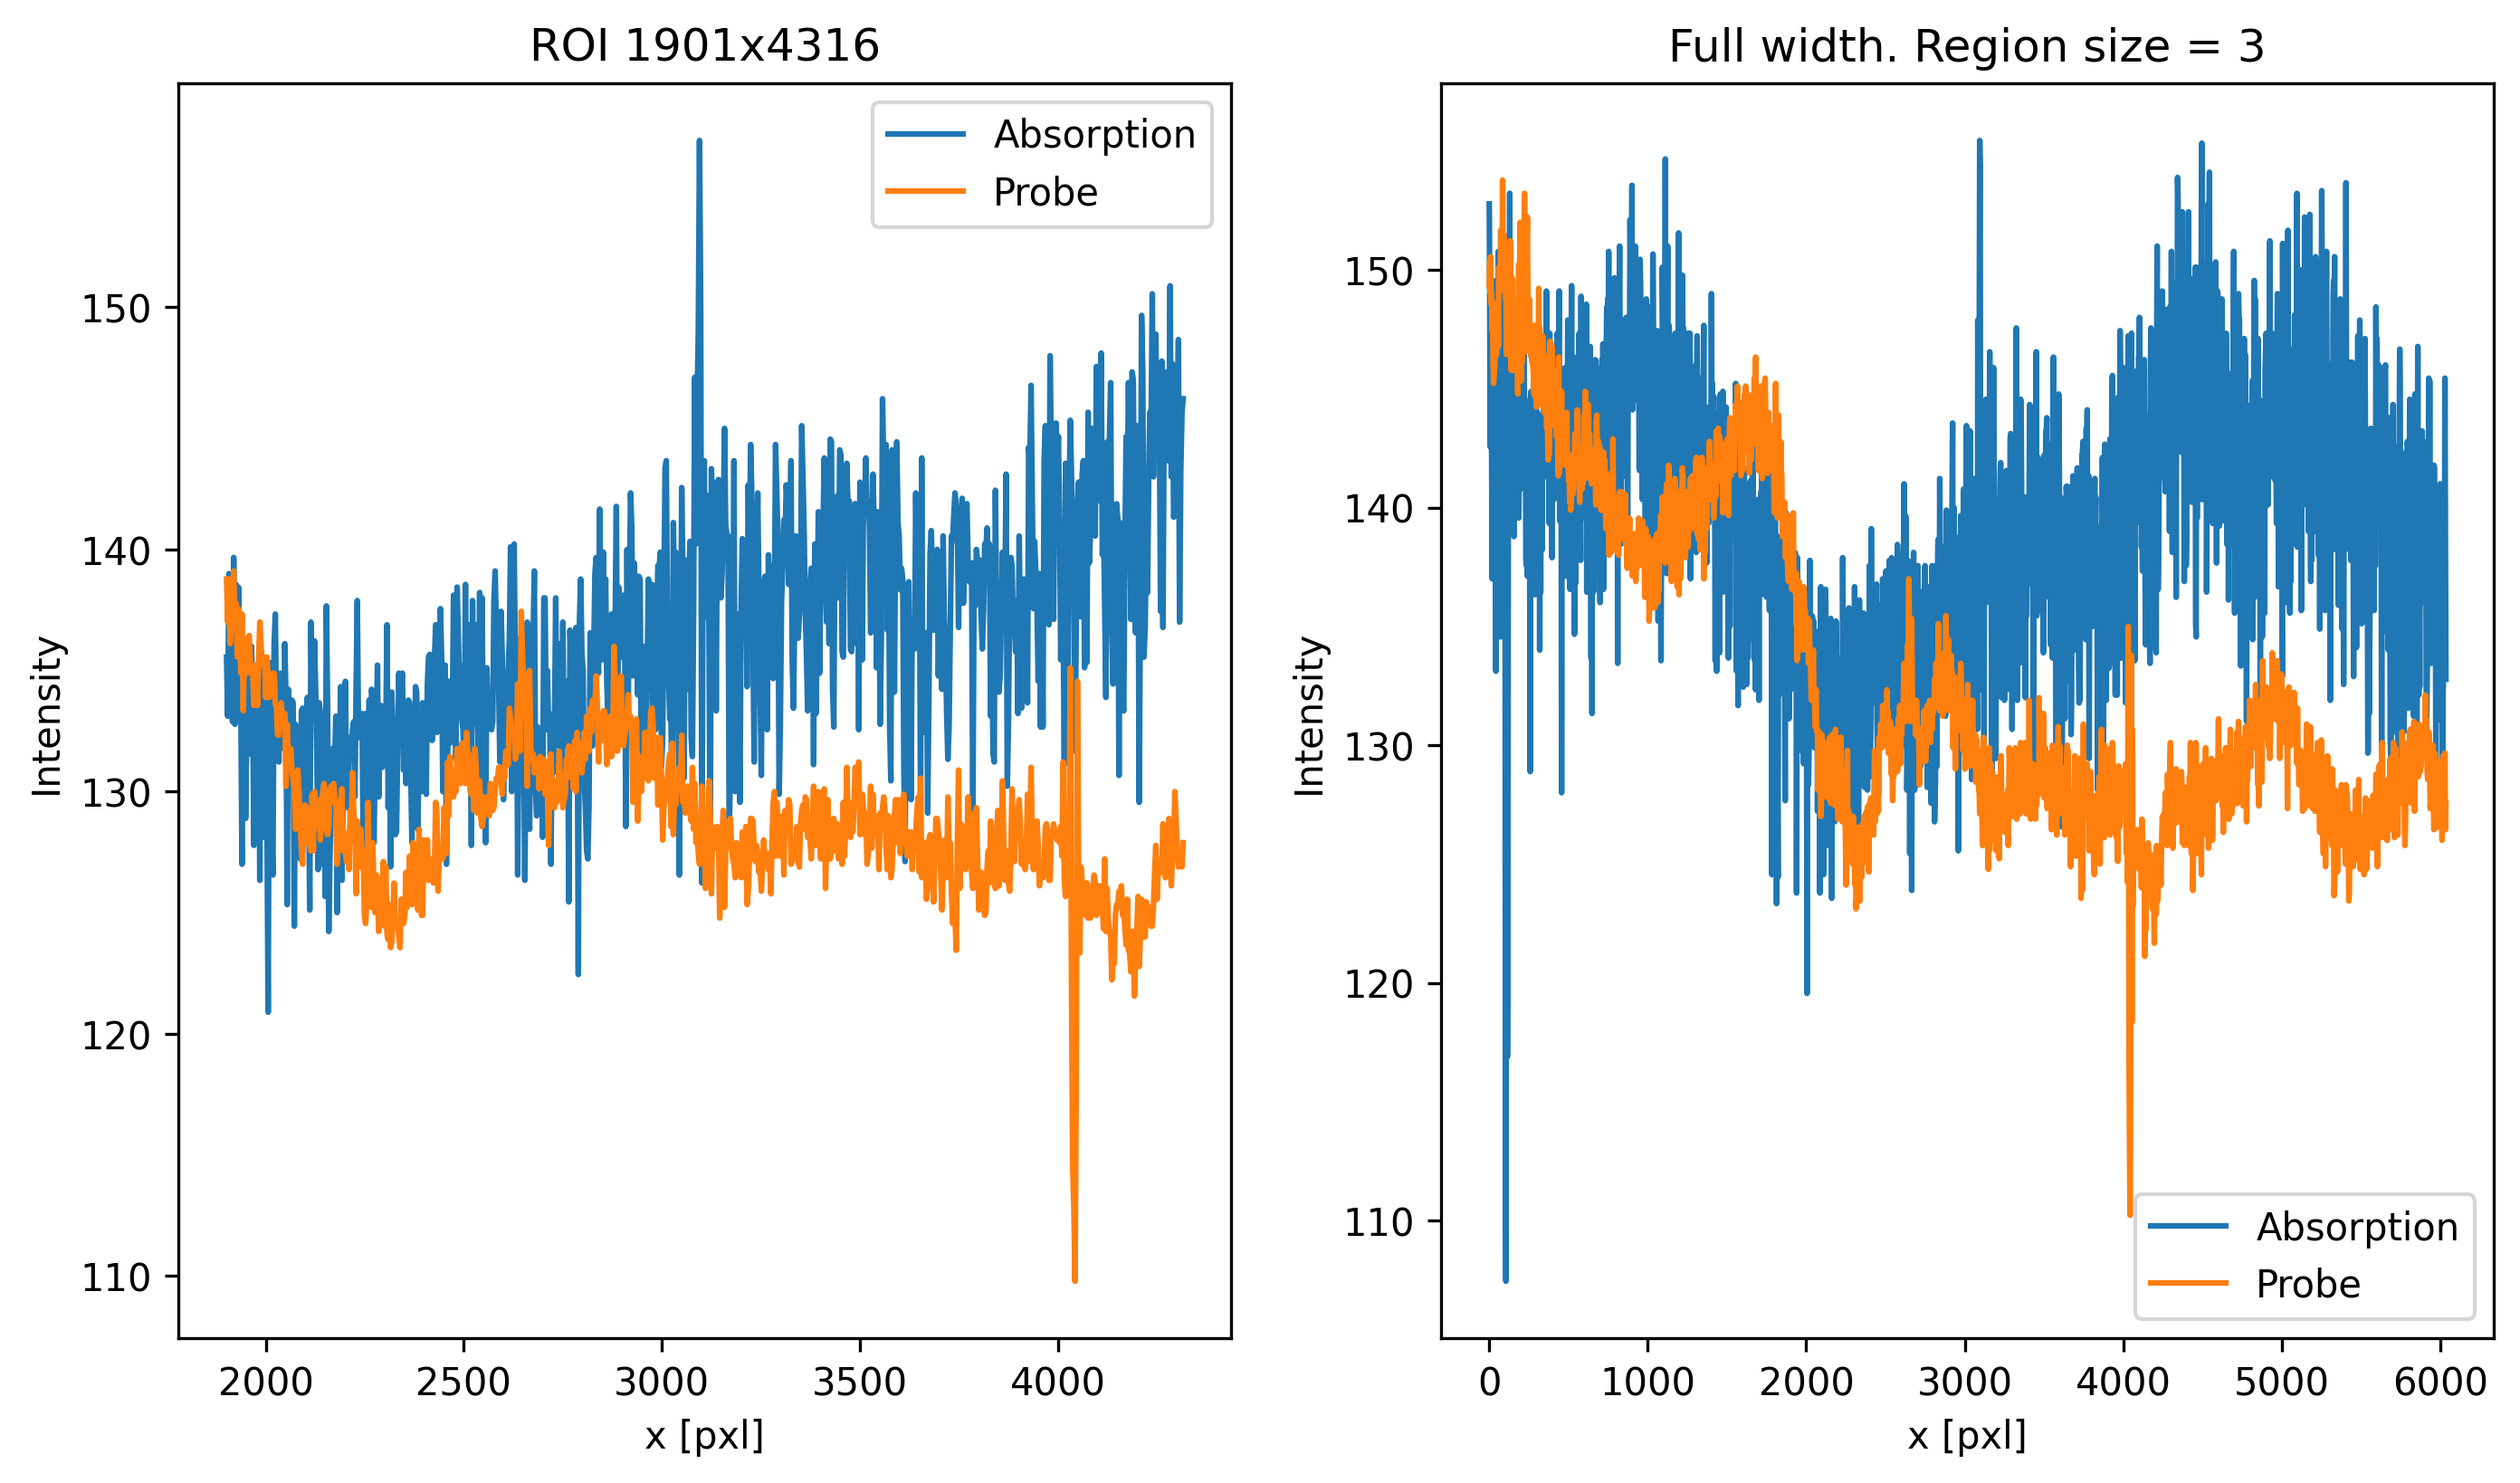 ROI 1901x4316
Absorption
Probe
150
140
130
120
110
Intensity
2000
2500
3000
3500
4000
x [pxl]
Full width. Region size = 3
150
140
130
120
110
Intensity
Absorption
Probe
0
1000
2000
3000
4000
5000
6000
x [pxl]